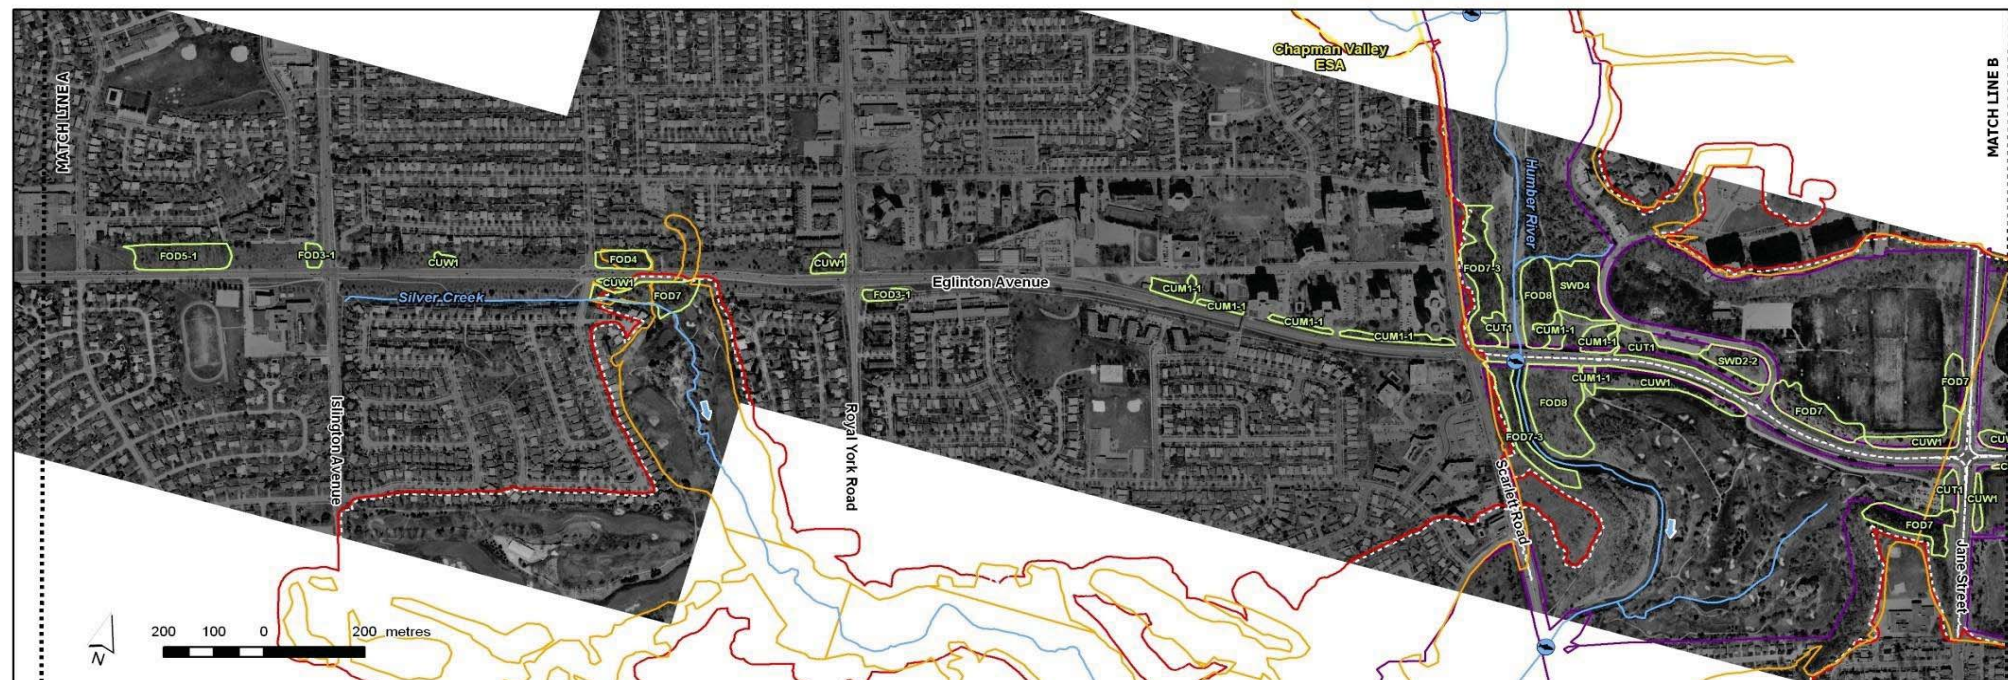 Chapman Valley
ESA
MATCH LINE A
MATCH LINE B
Humber River
FOD5-1
FOD3-1
CUW1
FOD4
CUW1
FOD7-3
CUW1
FOD7
Eglinton Avenue
FOD3-1
CUM1-1
FOD8
SWD4
Silver Creek
CUM1-1
CUM1-1
CUM1-1
CUT1
CUM1-1
CUM1-1
CUT1
SWD2-2
CUM1-1
CUW1
FOD7
FOD8
FOD7
Islington Avenue
Royal York Road
FOD7-3
CUW1
Scarlett Road
CUT1
CUW1
FOD7
Jane Street
N
200 100 0 200 metres